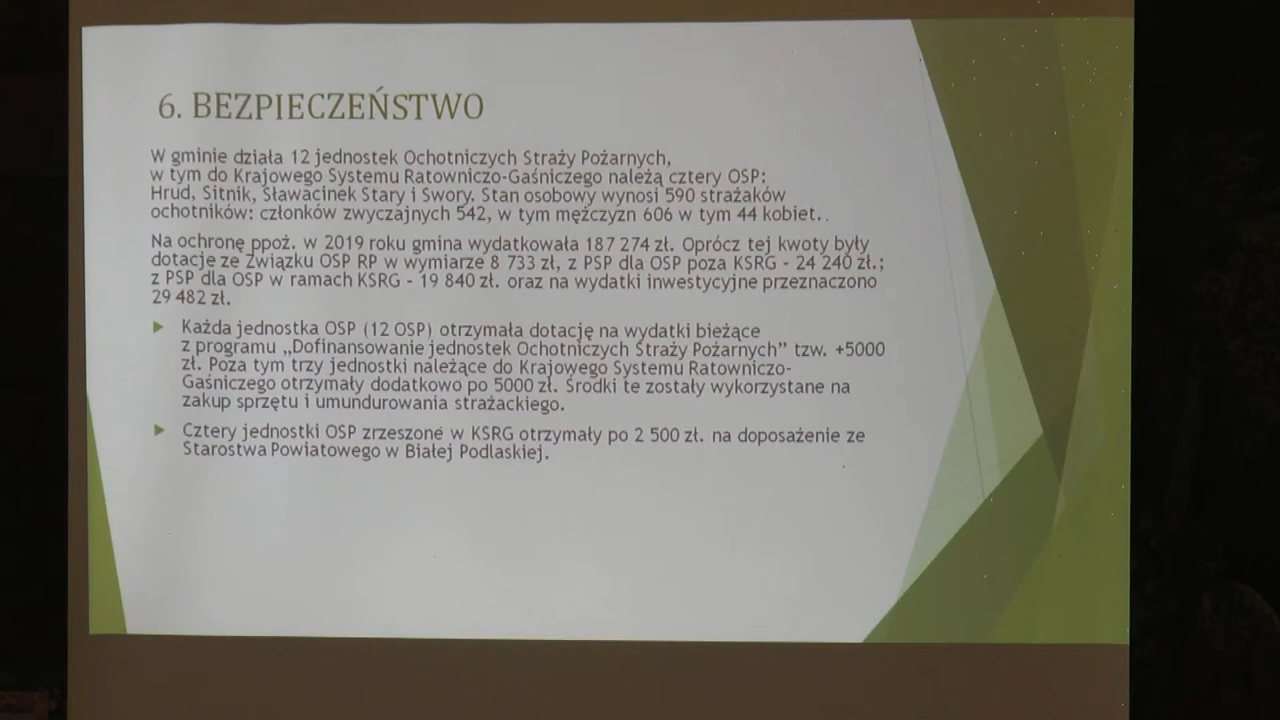 6. BEZPIECZEŃSTWO
W gminie działa 12 jednostek Ochotniczych Straży Pożarnych,
w tym do Krajowego Systemu Ratowniczo-Gaśniczego należą cztery OSP:
Hrud, Sitnik, Sławacinek Stary i Swory. Stan osobowy wynosi 590 strażaków
ochotników: członków zwyczajnych 542, w tym mężczyzn 606 w tym 44 kobiet..
Na ochronę ppoż. w 2019 roku gmina wydatkowała 187 274 zł. Oprócz tej kwoty były
dotacje ze Związku OSP RP w wymiarze 8 733 zł, z PSP dla OSP poza KSRG - 24 240 zł.;
z PSP dla OSP w ramach KSRG - 19 840 zł. oraz na wydatki inwestycyjne przeznaczono
29 482 zł.
Każda jednostka OSP (12 OSP) otrzymała dotację na wydatki bieżące
z programu „Dofinansowanie jednostek Ochotniczych Straży Pożarnych” tzw. +5000
zł. Poza tym trzy jednostki należące do Krajowego Systemu Ratowniczo-
Gaśniczego otrzymały dodatkowo po 5000 zł. Środki te zostały wykorzystane na
zakup sprzętu i umundurowania strażackiego.
Cztery jednostki OSP zrzeszone w KSRG otrzymały po 2 500 zł. na doposażenie ze
Starostwa Powiatowego w Białej Podlaskiej.